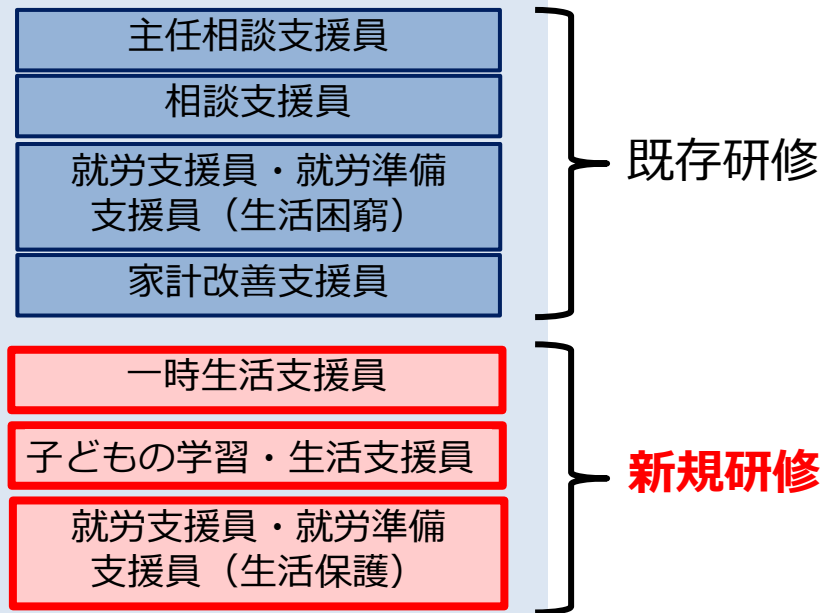 主任相談支援員
相談支援員
就労支援員・就労準備
支援員（生活困窮）
家計改善支援員
既存研修
一時生活支援員
子どもの学習・生活支援員
就労支援員・就労準備
支援員（生活保護）
新規研修